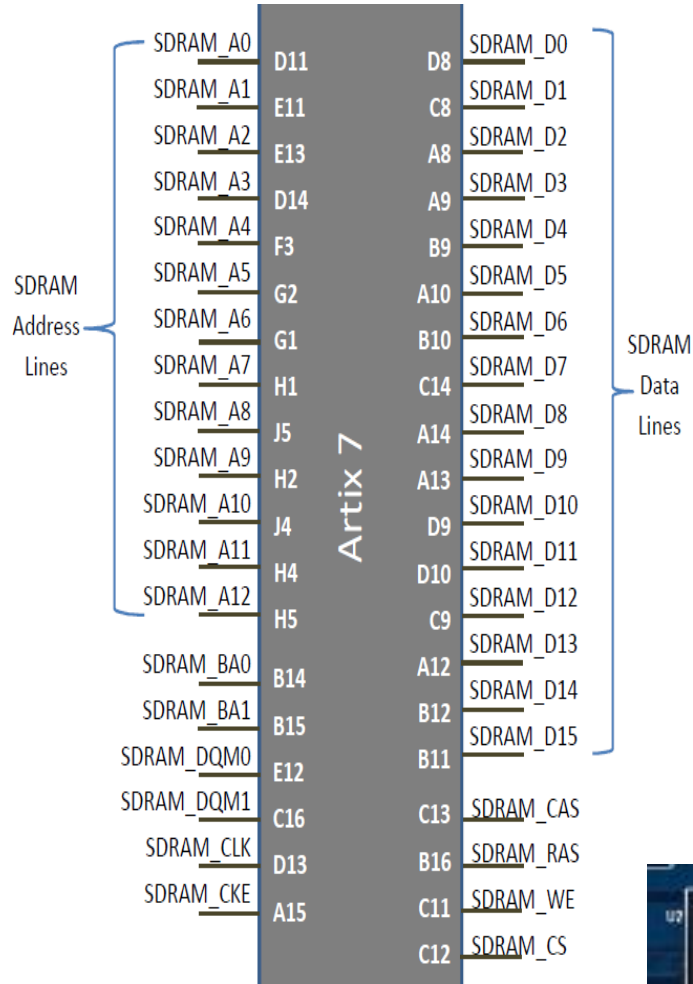 SDRAM_A0 D11 D8 SDRAM_D0
SDRAM_A1 E11 C8 SDRAM_D1
SDRAM_A2 E13 A8 SDRAM_D2
SDRAM_A3 D14 A9 SDRAM_D3
SDRAM_A4 F3 B9 SDRAM_D4
SDRAM_A5 G2 A10 SDRAM_D5
SDRAM_A6 G1 B10 SDRAM_D6
SDRAM_A7 H1 C14 SDRAM_D7
SDRAM_A8 J5 A14 SDRAM_D8
SDRAM_A9 H2 A13 SDRAM_D9
SDRAM_A10 J4 D9 SDRAM_D10
SDRAM_A11 H4 D10 SDRAM_D11
SDRAM_A12 H5 C9 SDRAM_D12
SDRAM_BA0 B14 A12 SDRAM_D13
SDRAM_BA1 B15 B12 SDRAM_D14
SDRAM_DQM0 E12 B11 SDRAM_D15
SDRAM_DQM1 C16 C13 SDRAM_CAS
SDRAM_CLK D13 B16 SDRAM_RAS
SDRAM_CKE A15 C11 SDRAM_WE
C12 SDRAM_CS
SDRAM
Address
Lines
Artix 7
SDRAM
Data
Lines
U2